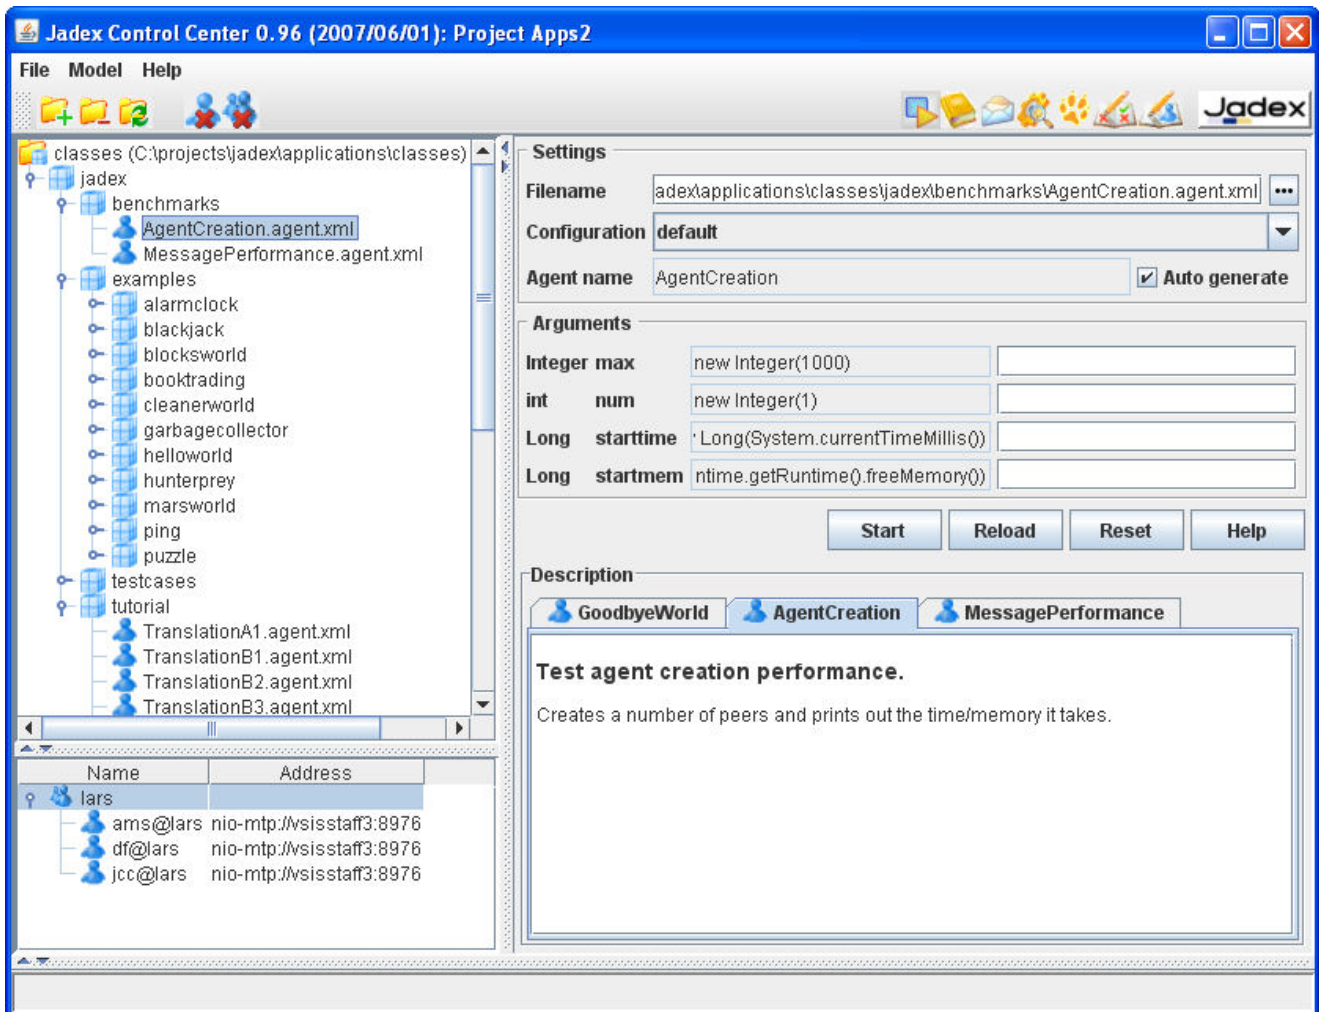 Jadex Control Center 0.96 (2007/06/01): Project Apps2
File Model Help
Jadex
classes (C:\projects\jadex\applications\classes)
jadex
benchmarks
AgentCreation.agent.xml
MessagePerformance.agent.xml
examples
alarmclock
blackjack
blocksworld
booktrading
cleanerworld
garbagecollector
helloworld
hunterprey
marsworld
ping
puzzle
testcases
tutorial
TranslationA1.agent.xml
TranslationB1.agent.xml
TranslationB2.agent.xml
TranslationB3.agent.xml
Name Address
lars
ams@lars nio-mtp://vsisstaff3:8976
df@lars nio-mtp://vsisstaff3:8976
jcc@lars nio-mtp://vsisstaff3:8976
Settings
Filename adex\applications\classes\jadex\benchmarks\AgentCreation.agent.xml ...
Configuration default
Agent name AgentCreation Auto generate
Arguments
Integer max new Integer(1000)
int num new Integer(1)
Long starttime Long(System.currentTimeMillis())
Long startmem ntime.getRuntime().freeMemory())
Start Reload Reset Help
Description
GoodbyeWorld AgentCreation MessagePerformance
Test agent creation performance.
Creates a number of peers and prints out the time/memory it takes.